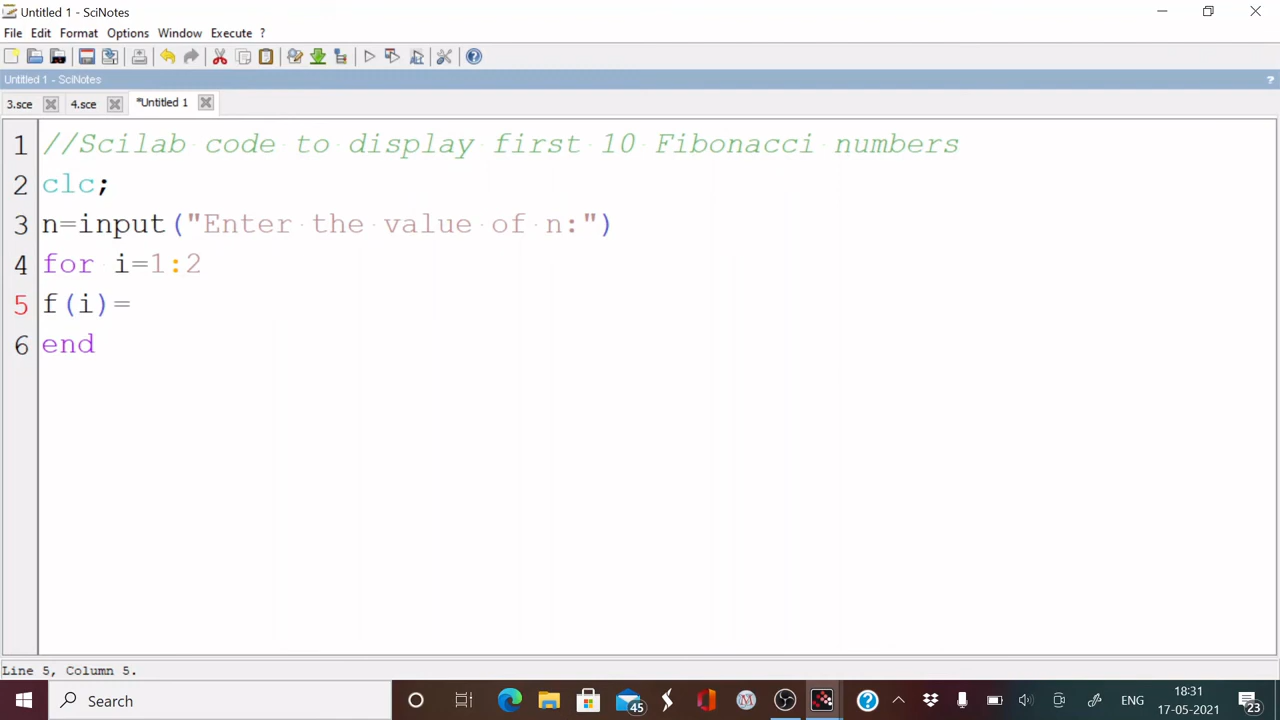 Untitled 1 - SciNotes
File Edit Format Options Window Execute ?
Untitled 1 - SciNotes ?
3.sce 4.sce *Untitled 1
1 //Scilab code to display first 10 Fibonacci numbers
2 clc;
3 n=input("Enter the value of n:")
4 for i=1:2
5 f(i)=
6 end
Line 5, Column 5.
Search 45 ENG 18:31
17-05-2021 23